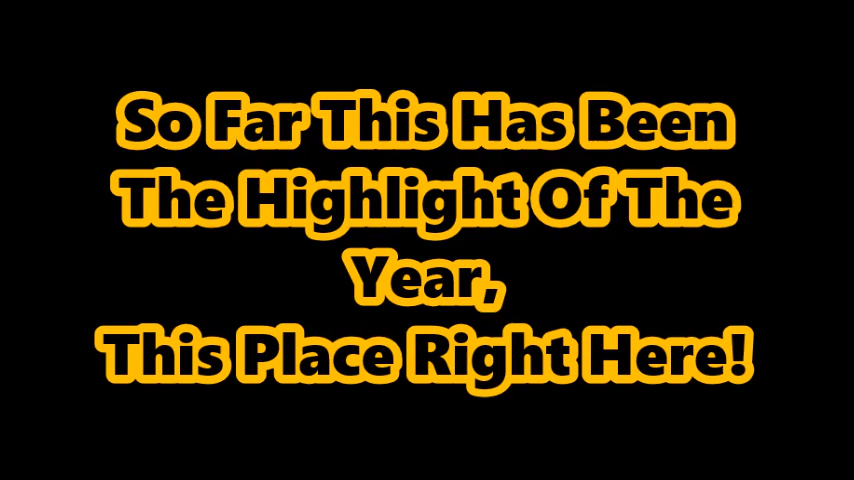 So Far This Has Been
The Highlight Of The
Year,
This Place Right Here!